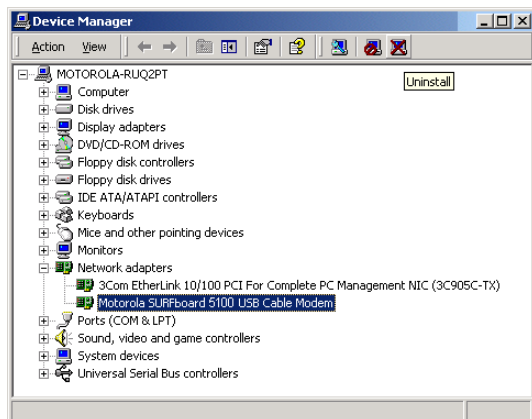 Device Manager
Action View
Uninstall
MOTOROLA-RUQ2PT
Computer
Disk drives
Display adapters
DVD/CD-ROM drives
Floppy disk controllers
Floppy disk drives
IDE ATA/ATAPI controllers
Keyboards
Mice and other pointing devices
Monitors
Network adapters
3Com EtherLink 10/100 PCI For Complete PC Management NIC (3C905C-TX)
Motorola SURFboard 5100 USB Cable Modem
Ports (COM & LPT)
Sound, video and game controllers
System devices
Universal Serial Bus controllers